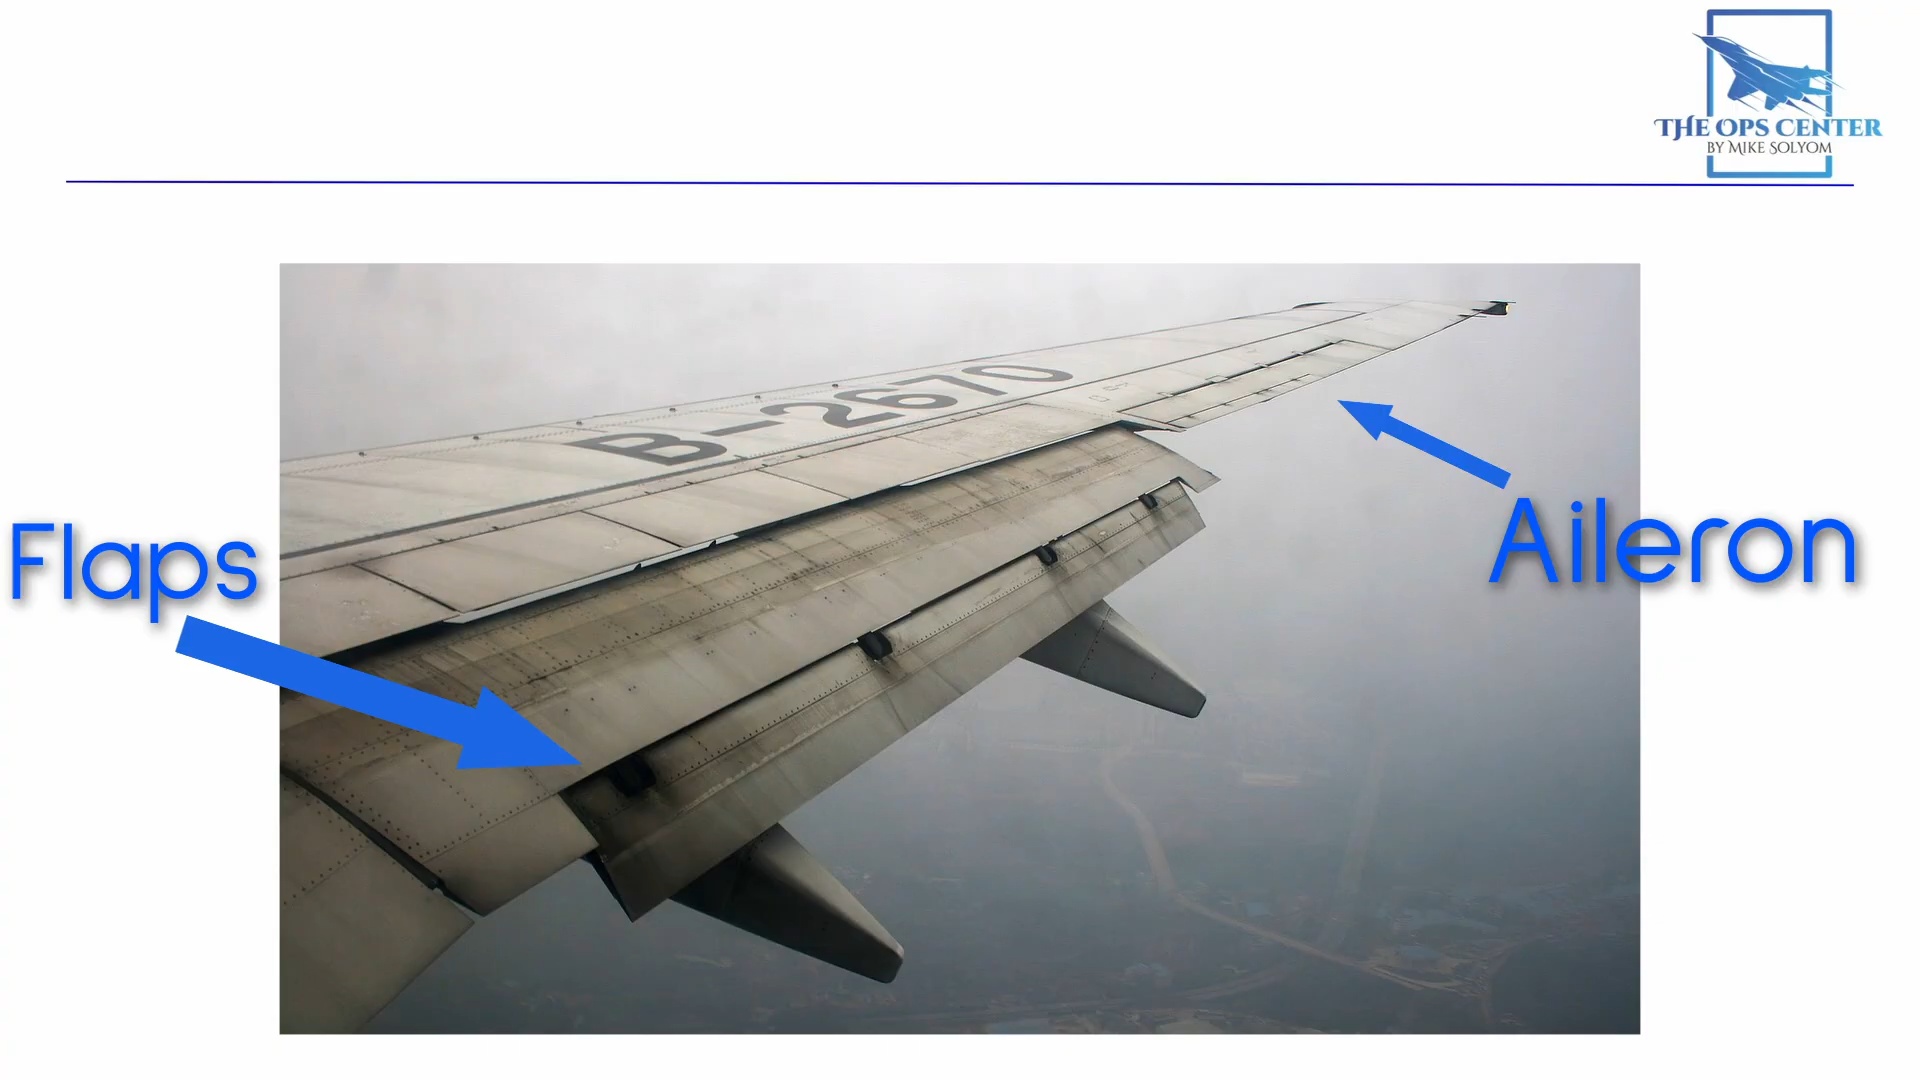 THE OPS CENTER
BY MIKE SOLYOM
B-2670
Flaps
Aileron